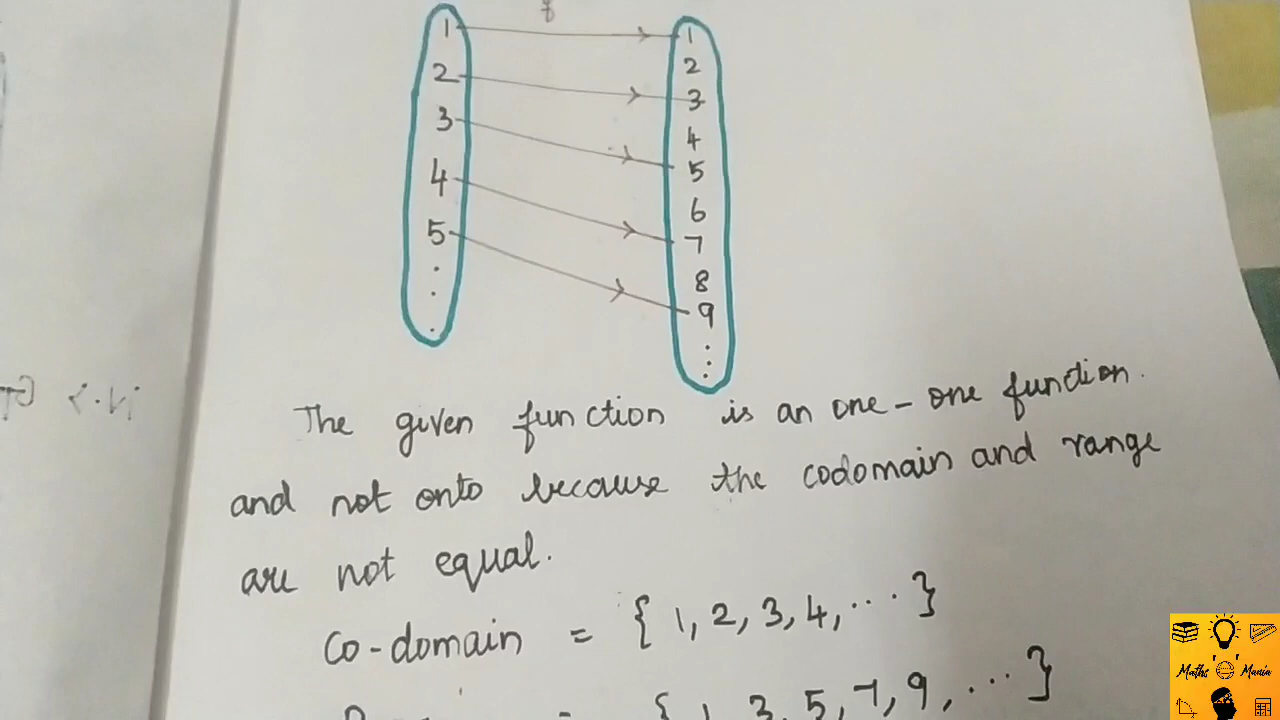 f
1 1
2 2
3 3
4 4
5 5
6
7
8
9
The given function is an one-one function.
and not onto because the codomain and range
are not equal.
Co-domain = { 1, 2, 3, 4, ... }
= { 1, 3, 5, 7, 9, ... }
Maths Mania